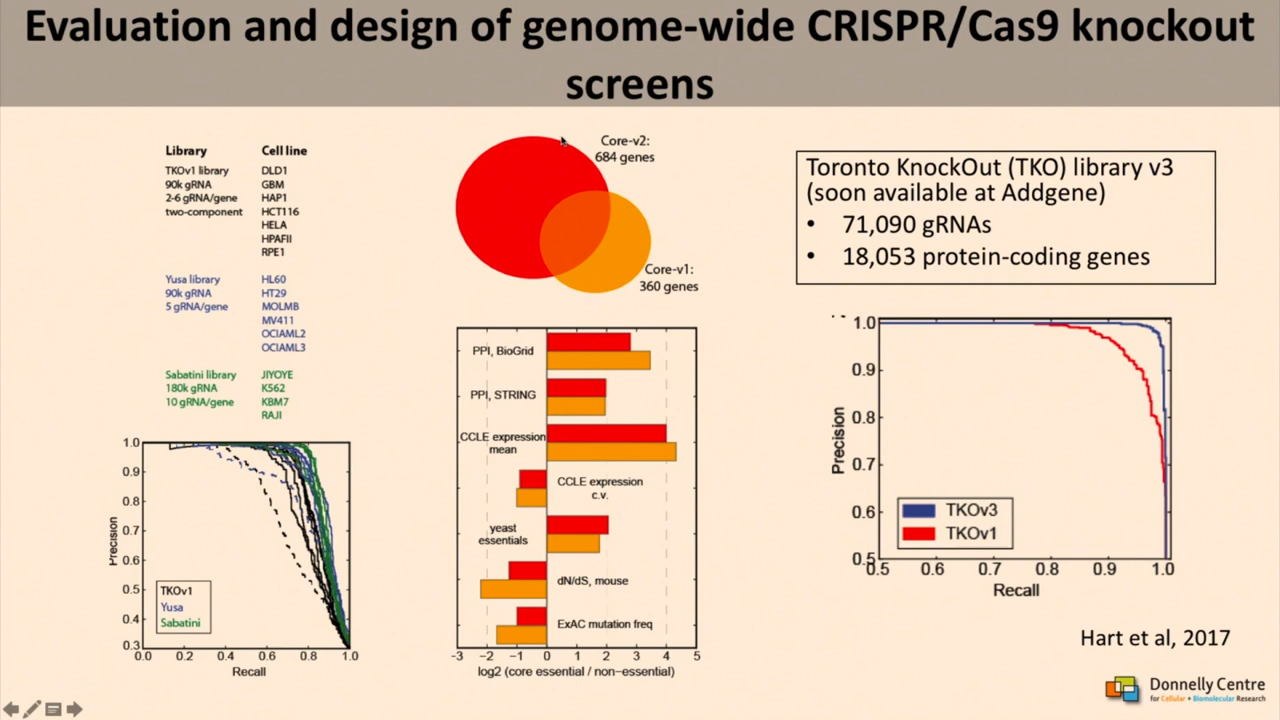 Evaluation and design of genome-wide CRISPR/Cas9 knockout
screens
Library Cell line
TKOv1 library DLD1
90k gRNA GBM
2-6 gRNA/gene HAP1
two-component HCT116
HELA
HPAFII
RPE1
Yusa library HL60
90k gRNA HT29
5 gRNA/gene MOLMB
MV411
OCIAML2
OCIAML3
Sabatini library JIYOYE
180k gRNA K562
10 gRNA/gene KBM7
RAJI
1.0
0.9
0.8
0.7
0.6
0.5
0.4
0.3
Precision
TKOv1
Yusa
Sabatini
0.0 0.2 0.4 0.6 0.8 1.0
Recall
Core-v2:
684 genes
Core-v1:
360 genes
PPI, BioGrid
PPI, STRING
CCLE expression
mean
CCLE expression
c.v.
yeast
essentials
dN/dS, mouse
ExAC mutation freq
-3 -2 -1 0 1 2 3 4 5
log2 (core essential / non-essential)
Toronto KnockOut (TKO) library v3
(soon available at Addgene)
• 71,090 gRNAs
• 18,053 protein-coding genes
1.0
0.9
0.8
0.7
0.6
0.5
Precision
TKOv3
TKOv1
0.5 0.6 0.7 0.8 0.9 1.0
Recall
Hart et al, 2017
Donnelly Centre
for Cellular + Biomolecular Research